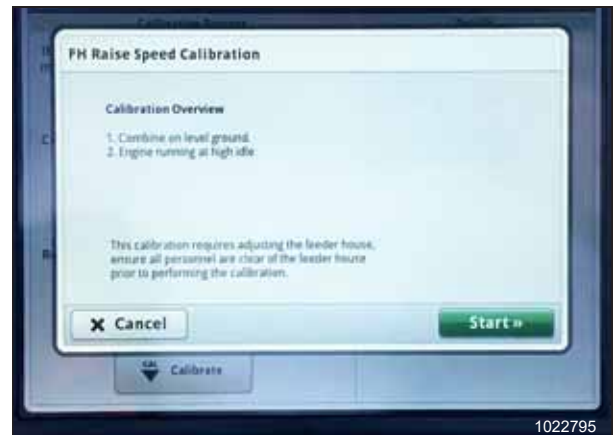 FH Raise Speed Calibration
Calibration Overview
1. Combine on level ground.
2. Engine running at high idle
This calibration requires adjusting the feeder house,
ensure all personnel are clear of the feeder house
prior to performing the calibration.
X Cancel
Start »
CAL
Calibrate
1022795